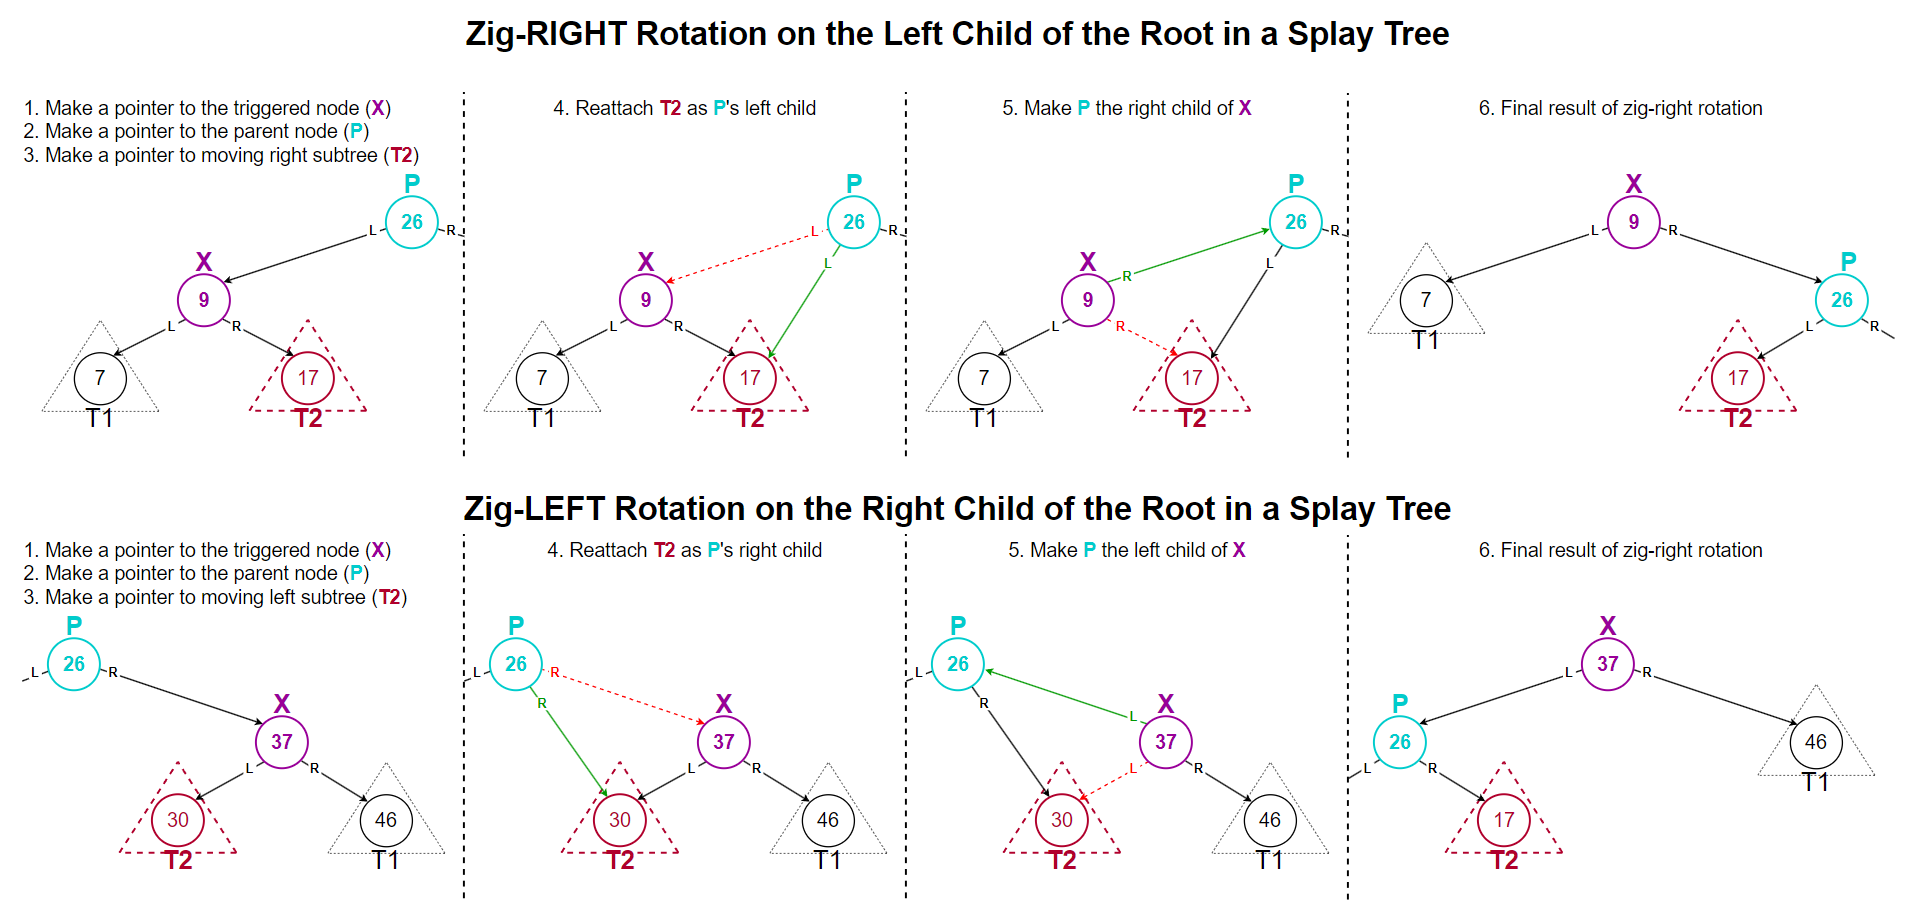 Zig-RIGHT Rotation on the Left Child of the Root in a Splay Tree
1. Make a pointer to the triggered node (X)
2. Make a pointer to the parent node (P)
3. Make a pointer to moving right subtree (T2)
P
26
L
R
X
9
L
R
7
T1
17
T2
4. Reattach T2 as P's left child
P
26
L
R
L
X
9
L
R
7
T1
17
T2
5. Make P the right child of X
P
26
R
L
X
9
R
L
R
7
T1
17
T2
6. Final result of zig-right rotation
X
9
L
R
7
T1
P
26
L
R
17
T2
Zig-LEFT Rotation on the Right Child of the Root in a Splay Tree
1. Make a pointer to the triggered node (X)
2. Make a pointer to the parent node (P)
3. Make a pointer to moving left subtree (T2)
P
26
L
R
X
37
L
R
30
T2
46
T1
4. Reattach T2 as P's right child
P
26
L
R
R
X
37
L
R
30
T2
46
T1
5. Make P the left child of X
P
26
L
R
X
37
L
L
R
30
T2
46
T1
6. Final result of zig-right rotation
X
37
L
R
P
26
L
R
46
T1
17
T2